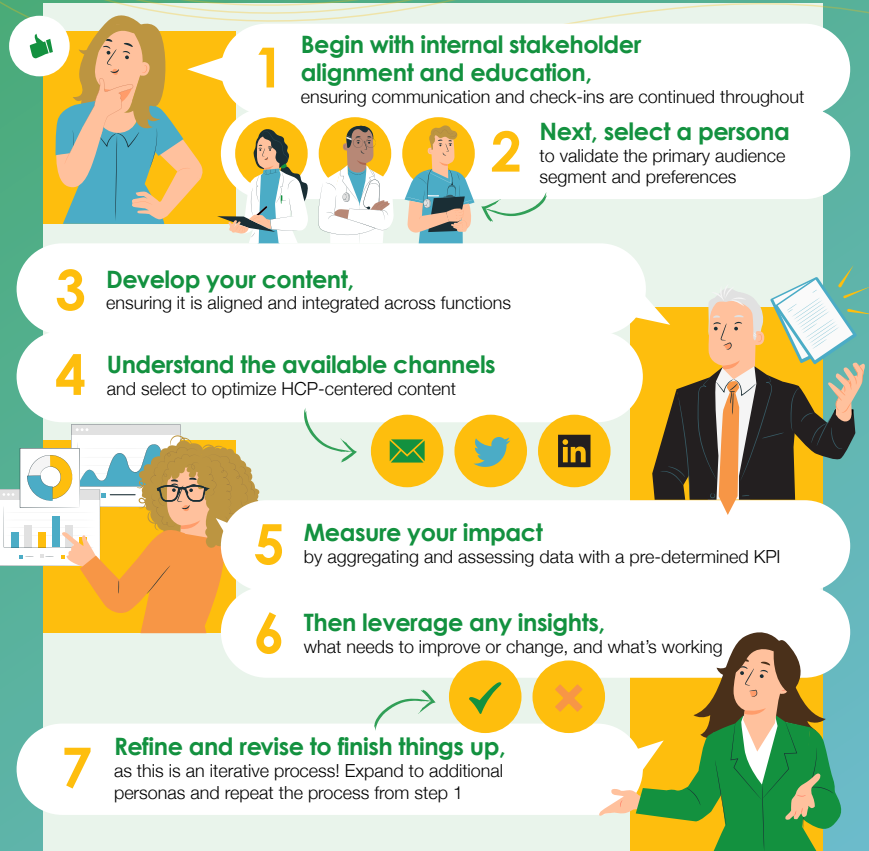 1
Begin with internal stakeholder
alignment and education,
ensuring communication and check-ins are continued throughout
2
Next, select a persona
to validate the primary audience
segment and preferences
3
Develop your content,
ensuring it is aligned and integrated across functions
4
Understand the available channels
and select to optimize HCP-centered content
in
5
Measure your impact
by aggregating and assessing data with a pre-determined KPI
6
Then leverage any insights,
what needs to improve or change, and what's working
7
Refine and revise to finish things up,
as this is an iterative process! Expand to additional
personas and repeat the process from step 1